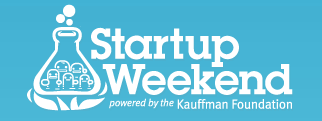 Startup
Weekend
powered by the Kauffman Foundation